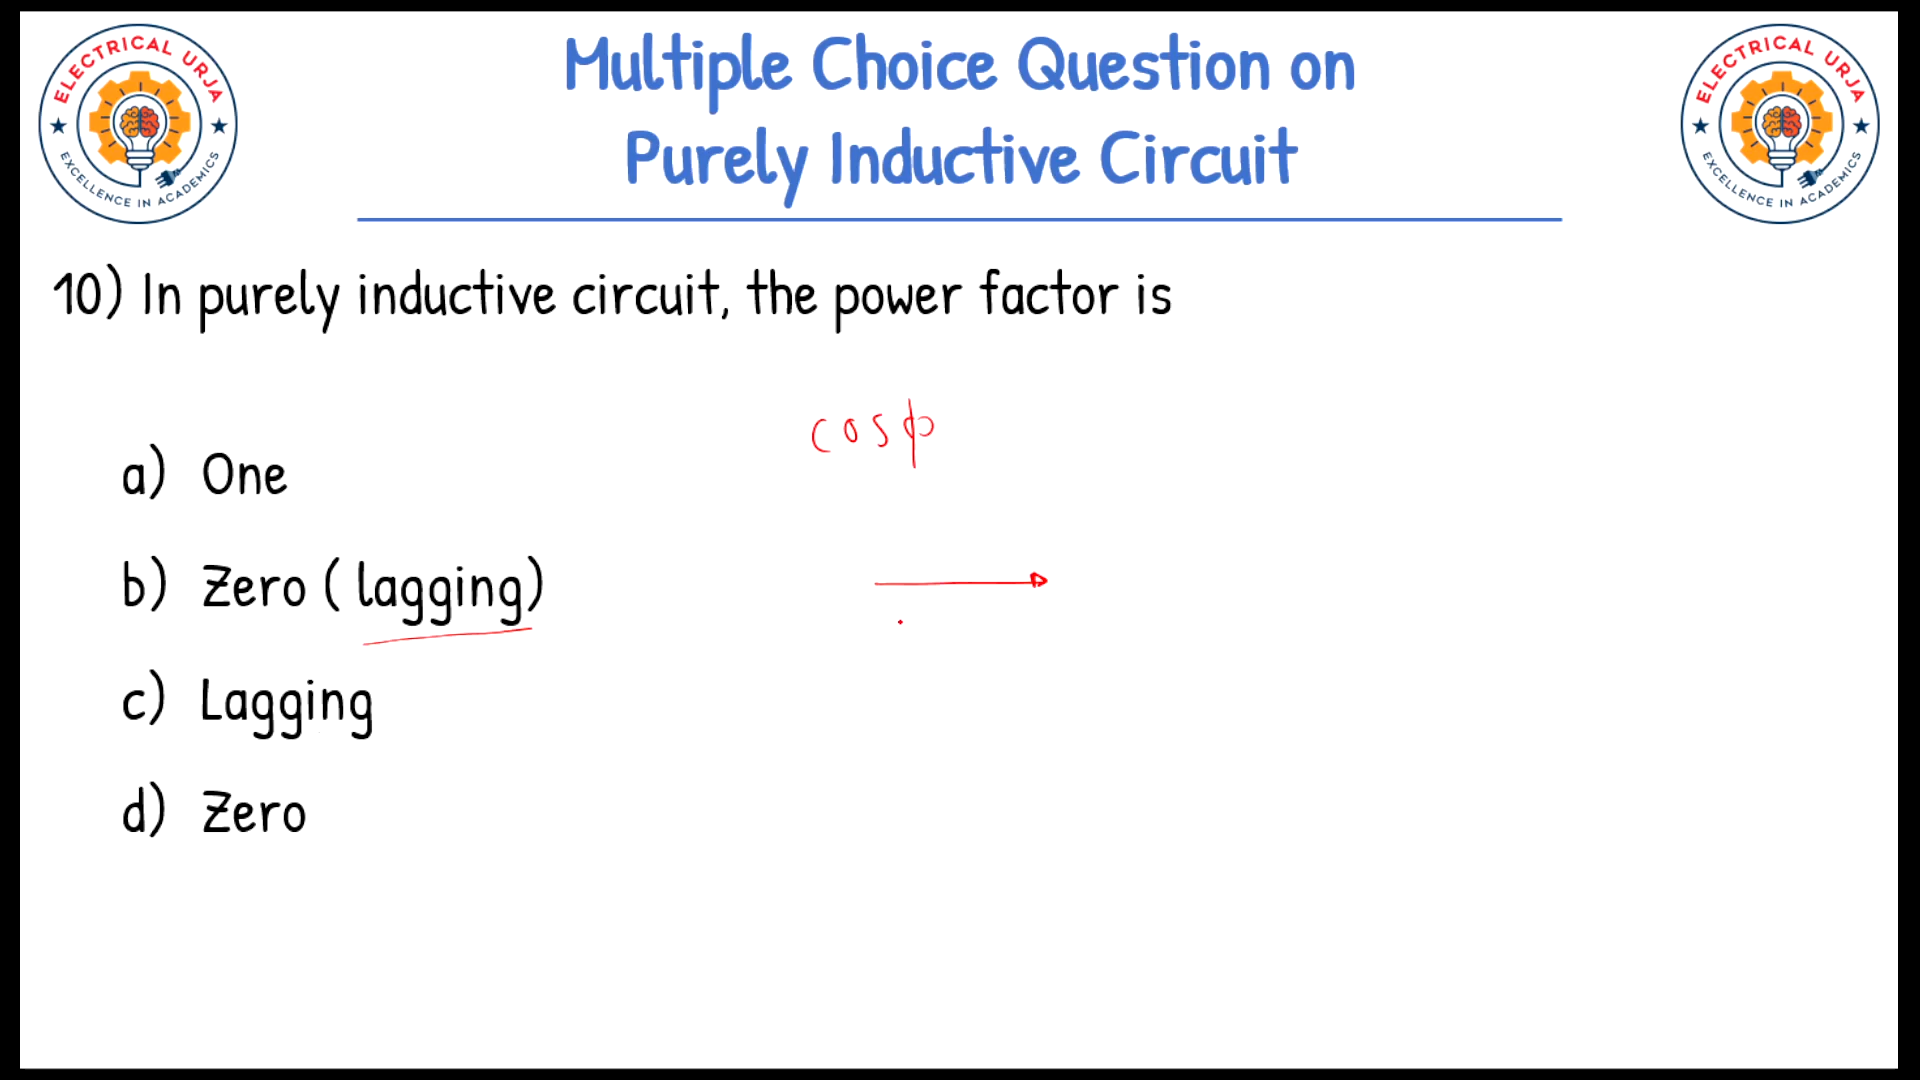 ELECTRICAL URJA
EXCELLENCE IN ACADEMICS
Multiple Choice Question on
Purely Inductive Circuit
ELECTRICAL URJA
EXCELLENCE IN ACADEMICS
10) In purely inductive circuit, the power factor is
cosϕ
a) One
b) Zero ( lagging)
c) Lagging
d) Zero